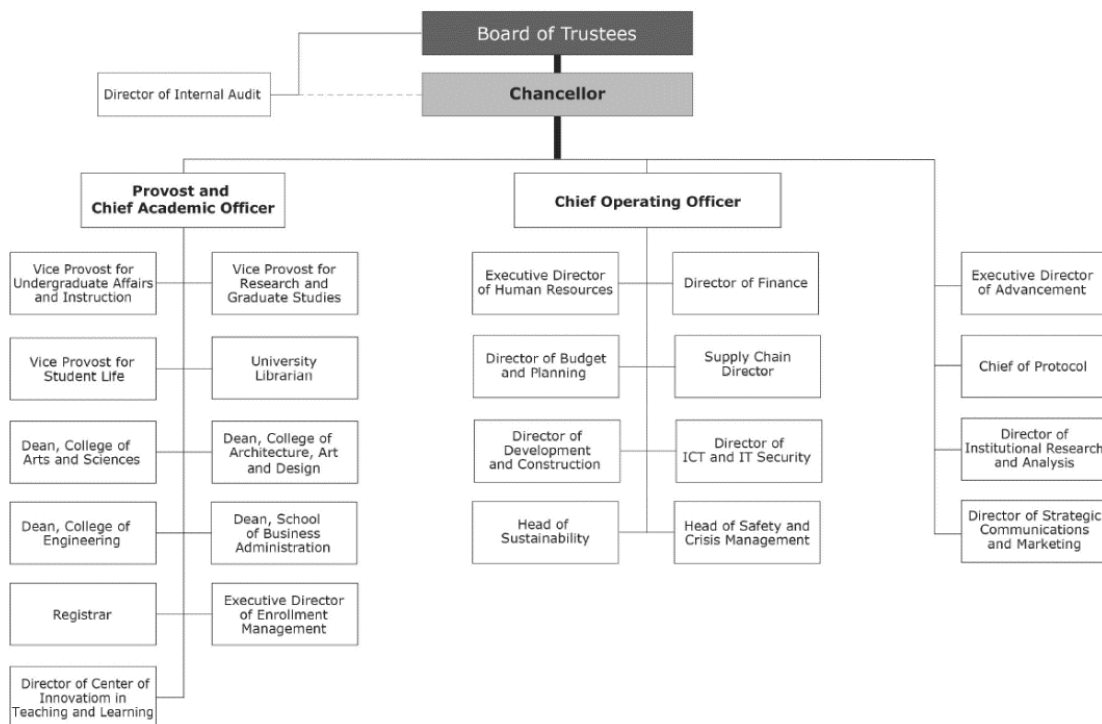 Board of Trustees
Director of Internal Audit
Chancellor
Provost and
Chief Academic Officer
Chief Operating Officer
Vice Provost for
Undergraduate Affairs
and Instruction
Vice Provost for
Research and
Graduate Studies
Executive Director
of Human Resources
Director of Finance
Executive Director
of Advancement
Vice Provost for
Student Life
University
Librarian
Director of Budget
and Planning
Supply Chain
Director
Chief of Protocol
Dean, College of
Arts and Sciences
Dean, College of
Architecture, Art
and Design
Director of
Development
and Construction
Director of
ICT and IT Security
Director of
Institutional Research
and Analysis
Dean, College of
Engineering
Dean, School
of Business
Administration
Head of
Sustainability
Head of Safety and
Crisis Management
Director of Strategic
Communications
and Marketing
Registrar
Executive Director
of Enrollment
Management
Director of Center of
Innovatiom in
Teaching and Learning